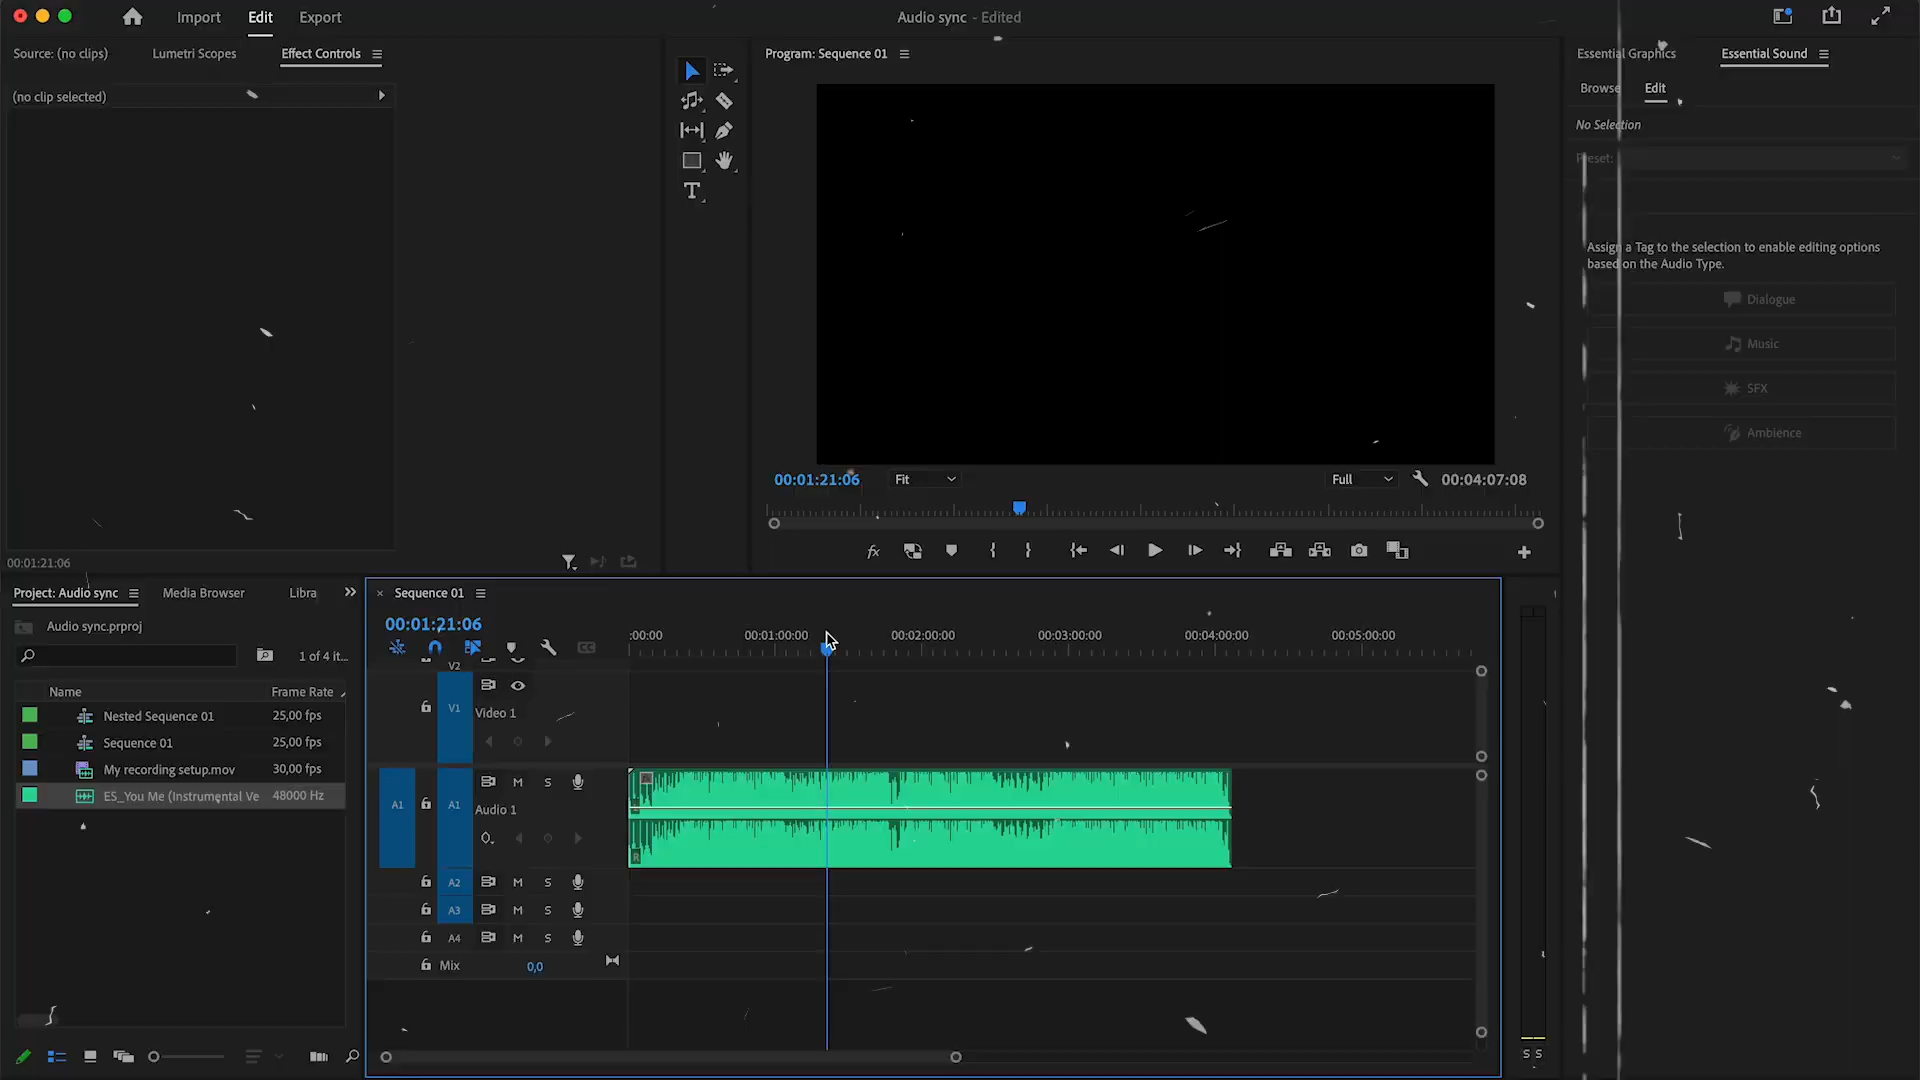 Import Edit Export
Audio sync - Edited
Source: (no clips) Lumetri Scopes Effect Controls
(no clip selected)
00:01:21:06
Program: Sequence 01
00:01:21:06 Fit Full 00:04:07:08
Essential Graphics Essential Sound
Browse Edit
No Selection
Preset:
Assign a Tag to the selection to enable editing options
based on the Audio Type.
Dialogue
Music
SFX
Ambience
Project: Audio sync Media Browser Libra
Audio sync.prproj
1 of 4 it...
Name Frame Rate
Nested Sequence 01 25,00 fps
Sequence 01 25,00 fps
My recording setup.mov 30,00 fps
ES_You Me (Instrumental Ve 48000 Hz
× Sequence 01
00:01:21:06
:00:00 00:01:00:00 00:02:00:00 00:03:00:00 00:04:00:00 00:05:00:00
CC
V2
V1 Video 1
A1 A1 M S
Audio 1
R
A2 M S
A3 M S
A4 M S
Mix 0,0
S S